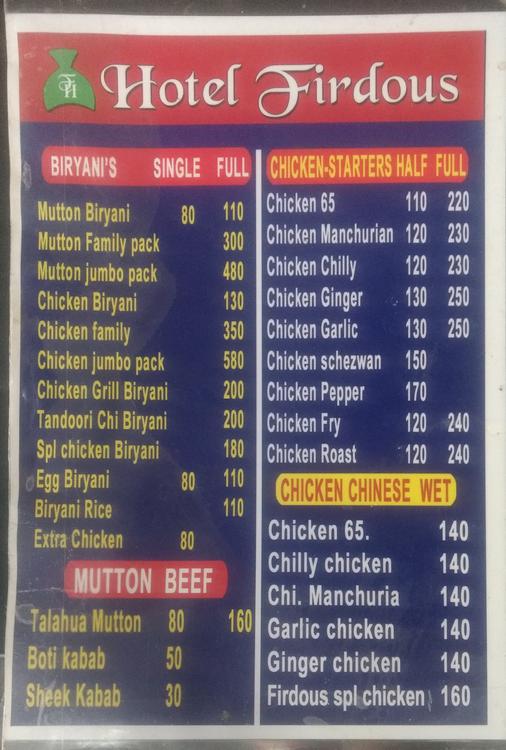 FH
Hotel Firdous
BIRYANI'S SINGLE FULL
Mutton Biryani 80 110
Mutton Family pack 300
Mutton jumbo pack 480
Chicken Biryani 130
Chicken family 350
Chicken jumbo pack 580
Chicken Grill Biryani 200
Tandoori Chi Biryani 200
Spl chicken Biryani 180
Egg Biryani 80 110
Biryani Rice 110
Extra Chicken 80
MUTTON BEEF
Talahua Mutton 80 160
Boti kabab 50
Sheek Kabab 30
CHICKEN-STARTERS HALF FULL
Chicken 65 110 220
Chicken Manchurian 120 230
Chicken Chilly 120 230
Chicken Ginger 130 250
Chicken Garlic 130 250
Chicken schezwan 150
Chicken Pepper 170
Chicken Fry 120 240
Chicken Roast 120 240
CHICKEN CHINESE WET
Chicken 65. 140
Chilly chicken 140
Chi. Manchuria 140
Garlic chicken 140
Ginger chicken 140
Firdous spl chicken 160